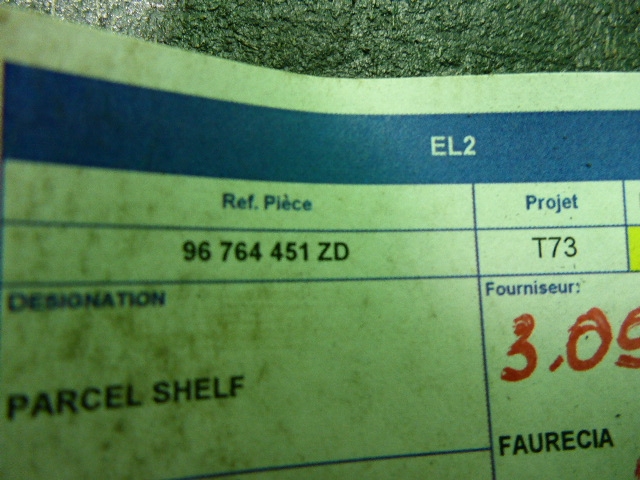 EL2
Ref. Pièce Projet
96 764 451 ZD T73
DESIGNATION Fourniseur:
PARCEL SHELF
FAURECIA